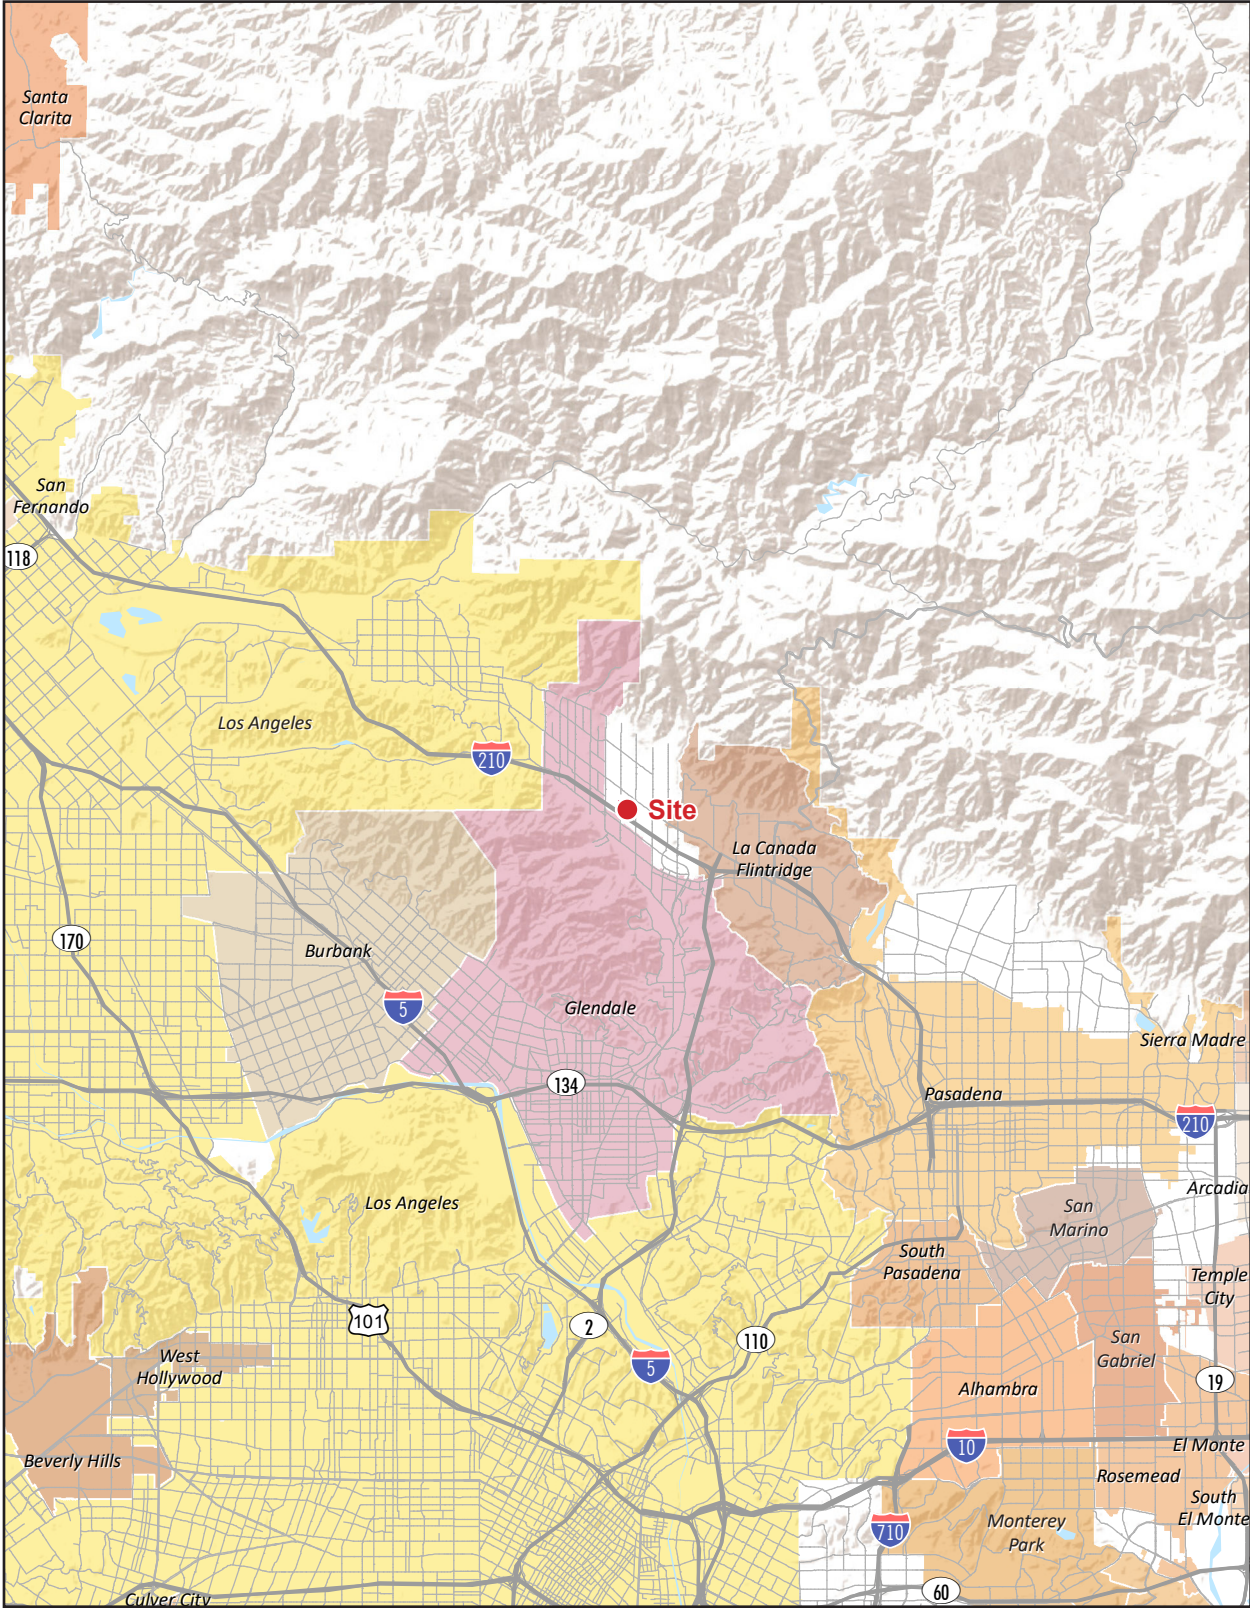 Santa
Clarita
San
Fernando
118
Los Angeles
210
Site
La Canada
Flintridge
170
Burbank
5
Glendale
Sierra Madre
134
Pasadena
210
Los Angeles
Arcadia
San
Marino
South
Pasadena
Temple
City
101
2
110
West
Hollywood
San
Gabriel
5
19
Alhambra
10
El Monte
Beverly Hills
Rosemead
South
El Monte
710
Monterey
Park
60
Culver City